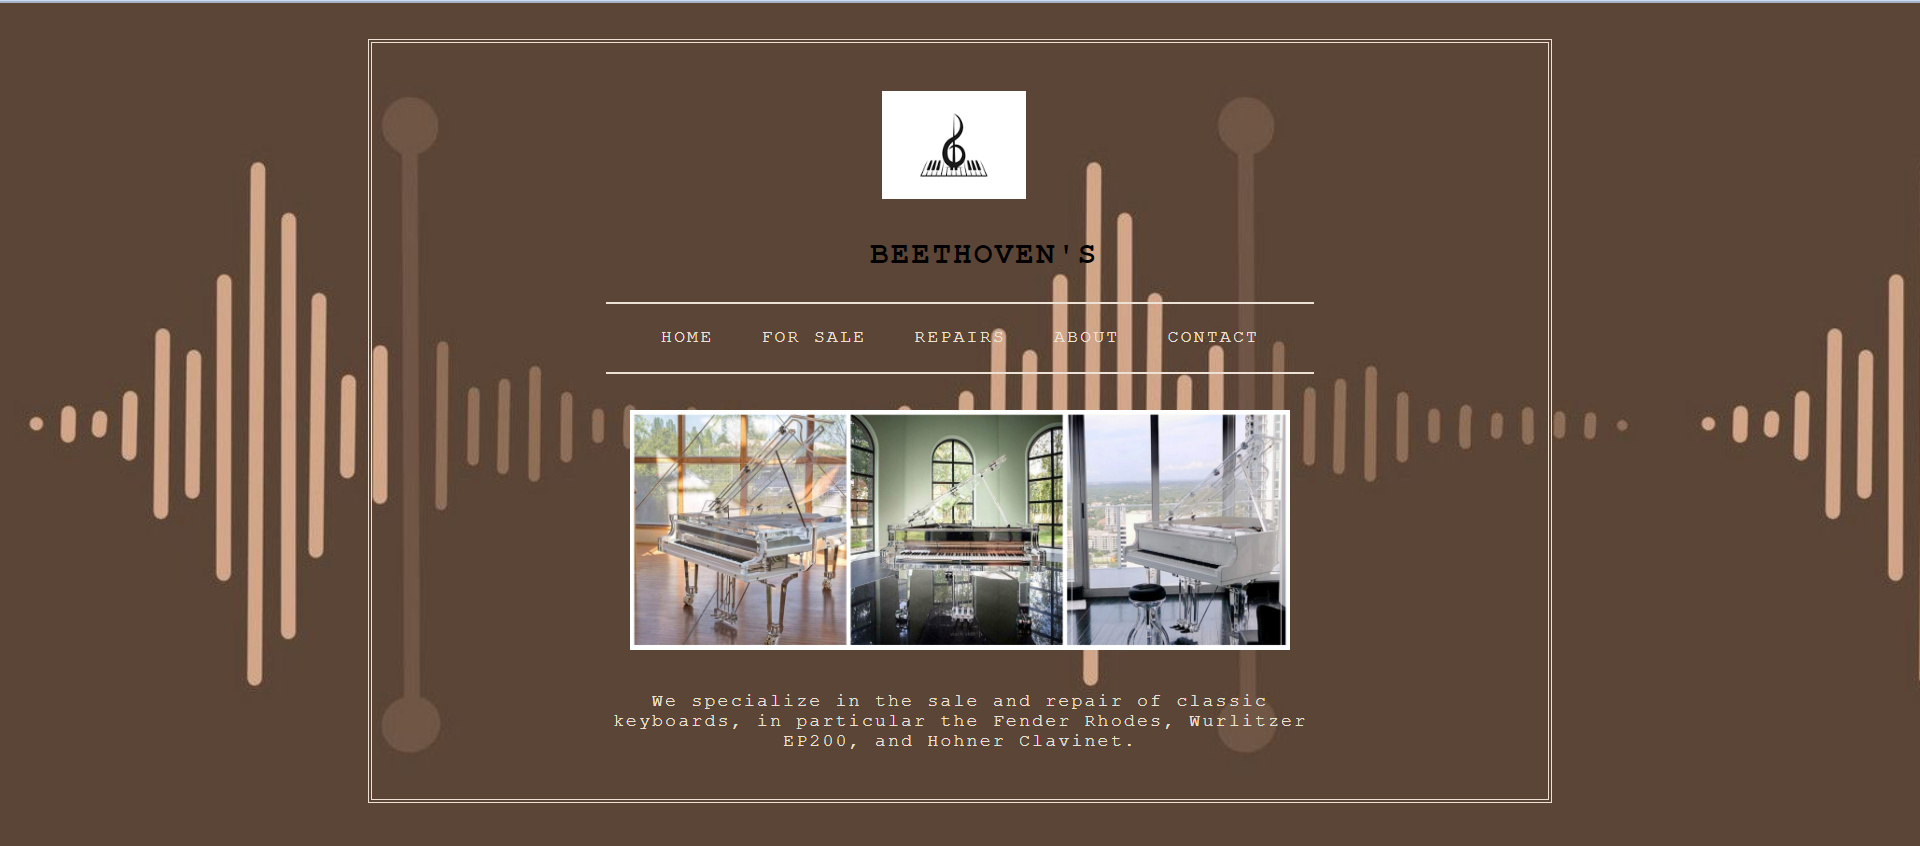 BEETHOVEN'S
HOME FOR SALE REPAIRS ABOUT CONTACT
We specialize in the sale and repair of classic
keyboards, in particular the Fender Rhodes, Wurlitzer
EP200, and Hohner Clavinet.